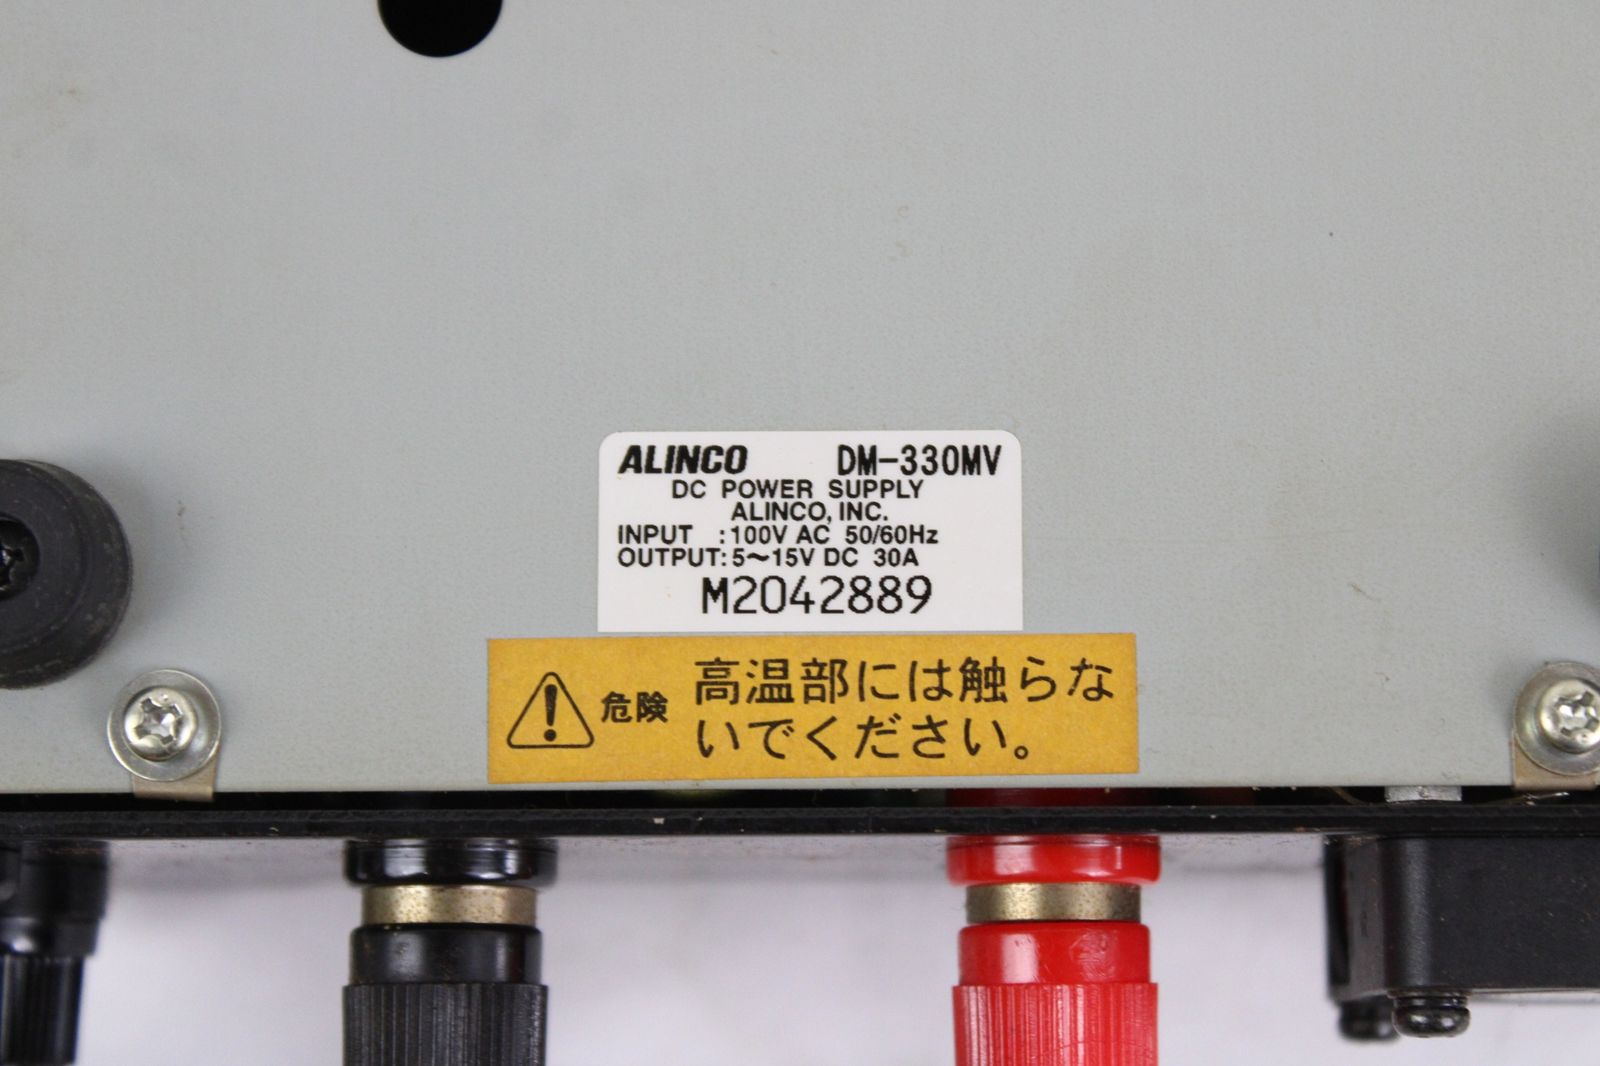 ALINCO DM-330MV
DC POWER SUPPLY
ALINCO, INC.
INPUT : 100V AC 50/60Hz
OUTPUT: 5～15V DC 30A
M2042889
危険
高温部には触らな
いでください。